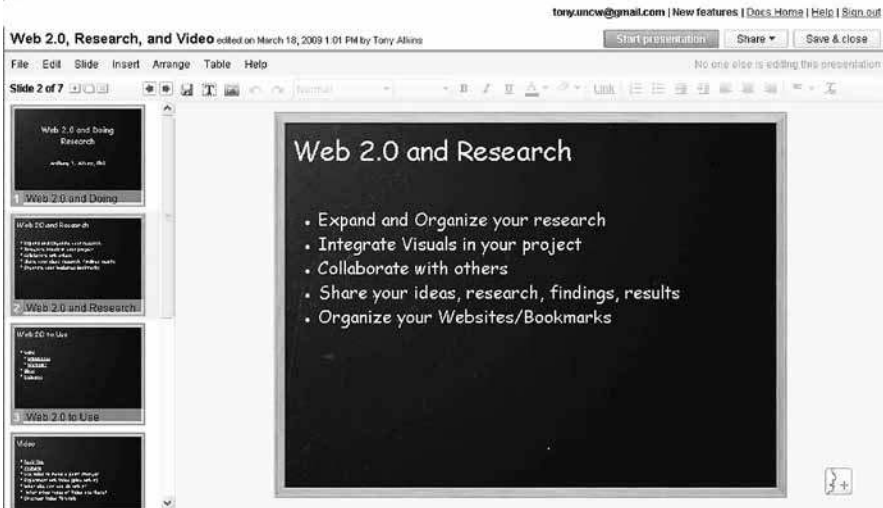 tony.uncw@gmail.com | New features | Docs Home | Help | Sign out
Web 2.0, Research, and Video edited on March 18, 2009 1:01 PM by Tony Atkins
Start presentation Share Save & close
File Edit Slide Insert Arrange Table Help
No one else is editing this presentation
Slide 2 of 7
Normal
B I U A Link
Web 2.0 and Doing
Research
1 Web 2.0 and Doing
Web 2.0 and Research
2 Web 2.0 and Research
Web 2.0 to Use
3 Web 2.0 to Use
Video
Web 2.0 and Research
• Expand and Organize your research
• Integrate Visuals in your project
• Collaborate with others
• Share your ideas, research, findings, results
• Organize your Websites/Bookmarks